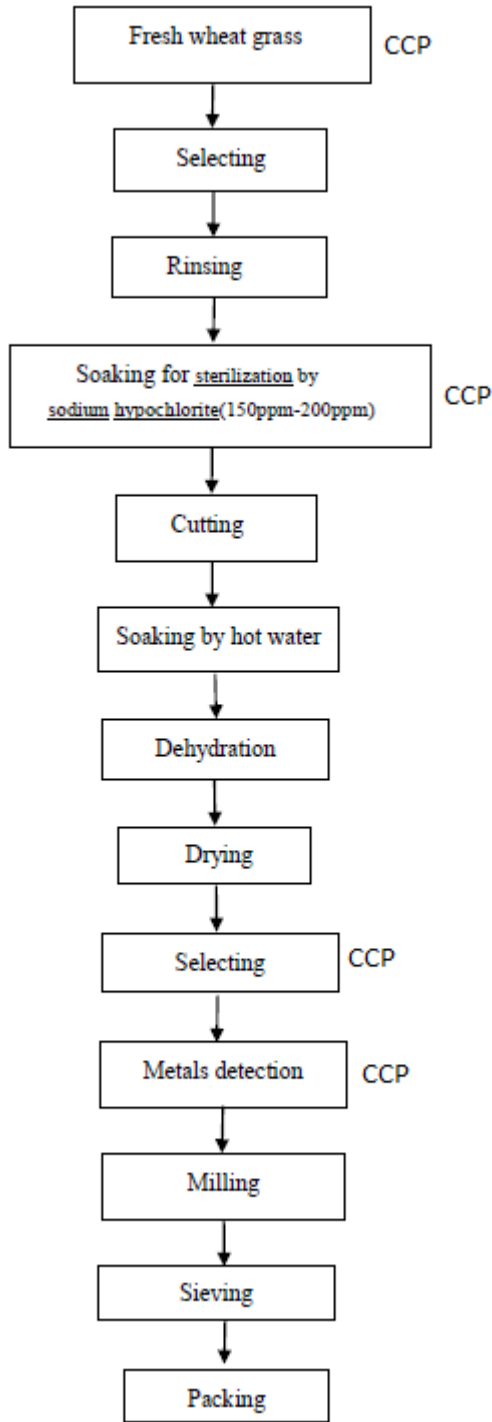 Fresh wheat grass
CCP
Selecting
Rinsing
Soaking for sterilization by
sodium hypochlorite(150ppm-200ppm)
CCP
Cutting
Soaking by hot water
Dehydration
Drying
Selecting
CCP
Metals detection
CCP
Milling
Sieving
Packing